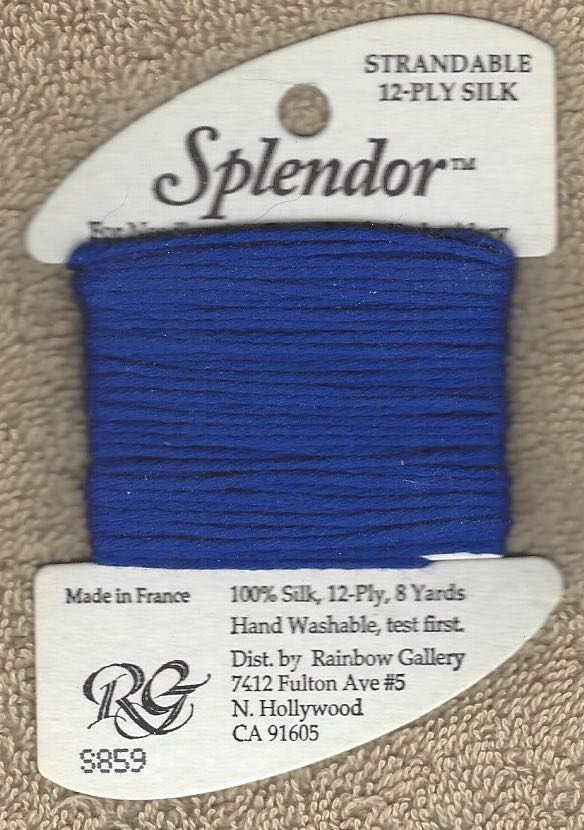 STRANDABLE
12-PLY SILK
Splendor™
Made in France
100% Silk, 12-Ply, 8 Yards
Hand Washable, test first.
Dist. by Rainbow Gallery
7412 Fulton Ave #5
N. Hollywood
CA 91605
RG
S859